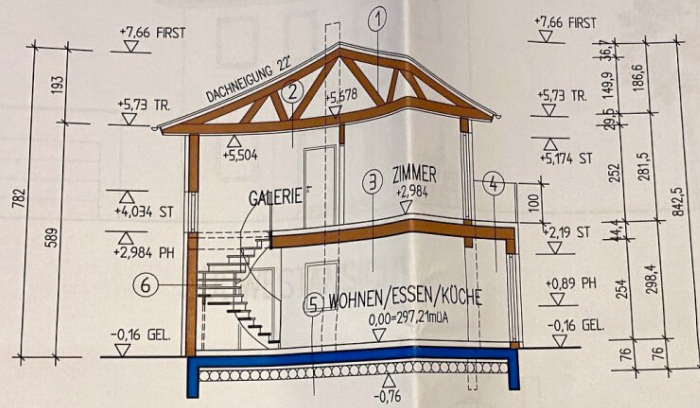 +7,66 FIRST
1
+7,66 FIRST
36,7
193
DACHNEIGUNG 22°
2
149,9
186,6
+5,73 TR.
+5,678
+5,73 TR.
29,5
+5,504
+5,174 ST
782
GALERIE
ZIMMER
3
+2,984
4
100
252
281,5
842,5
+4,034 ST
589
+2,984 PH
+2,19 ST
44,4
6
5
WOHNEN/ESSEN/KÜCHE
0,00=297,21müA
+0,89 PH
254
298,4
-0,16 GEL.
-0,16 GEL.
76
76
-0,76